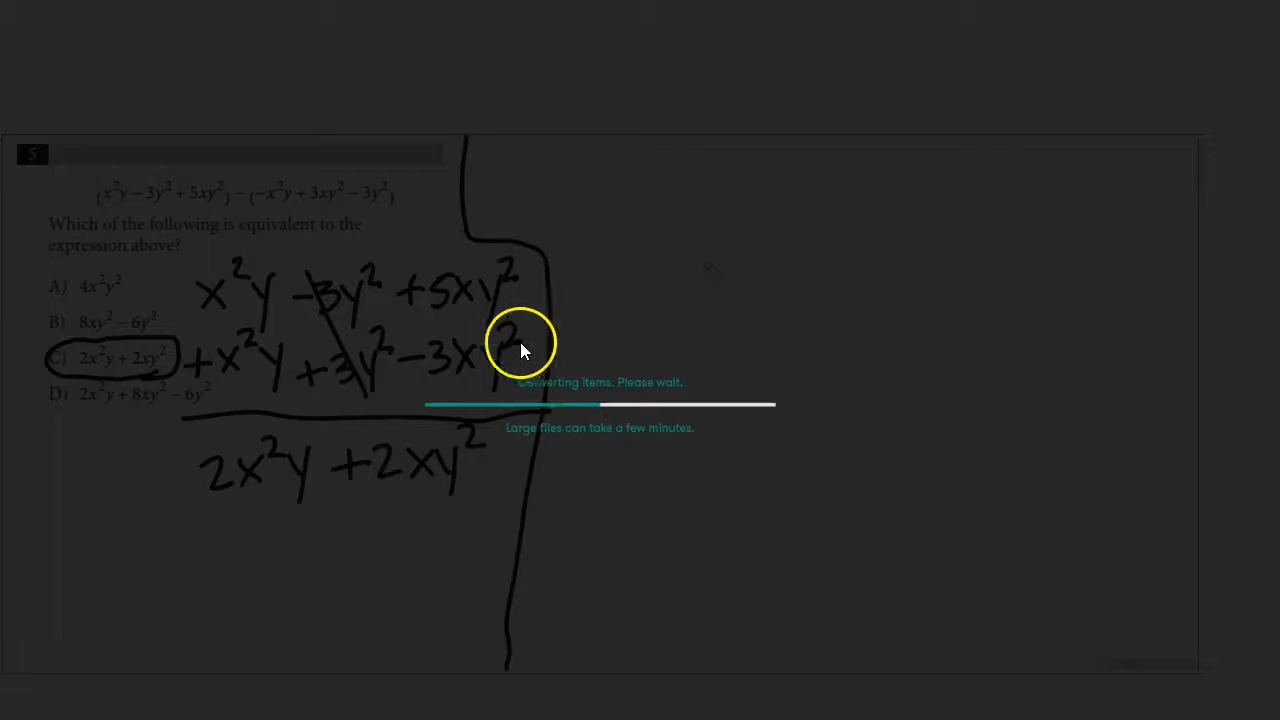 5
(x²y − 3y² + 5xy²) − (−x²y + 3xy² − 3y²)
Which of the following is equivalent to the
expression above?
A) 4x²y²
B) 8xy² − 6y²
C) 2x²y + 2xy²
D) 2x²y + 8xy² − 6y²
x²y −3y² +5xy²
+x²y +3y² −3xy²
2x²y +2xy²
Converting items. Please wait.
Large files can take a few minutes.